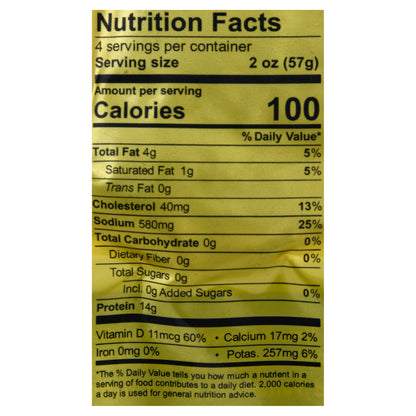 Nutrition Facts
4 servings per container
Serving size 2 oz (57g)
Amount per serving
Calories 100
% Daily Value*
Total Fat 4g 5%
Saturated Fat 1g 5%
Trans Fat 0g
Cholesterol 40mg 13%
Sodium 580mg 25%
Total Carbohydrate 0g 0%
Dietary Fiber 0g 0%
Total Sugars 0g
Incl. 0g Added Sugars 0%
Protein 14g
Vitamin D 11mcg 60% • Calcium 17mg 2%
Iron 0mg 0% • Potas. 257mg 6%
*The % Daily Value tells you how much a nutrient in a
serving of food contributes to a daily diet. 2,000 calories
a day is used for general nutrition advice.